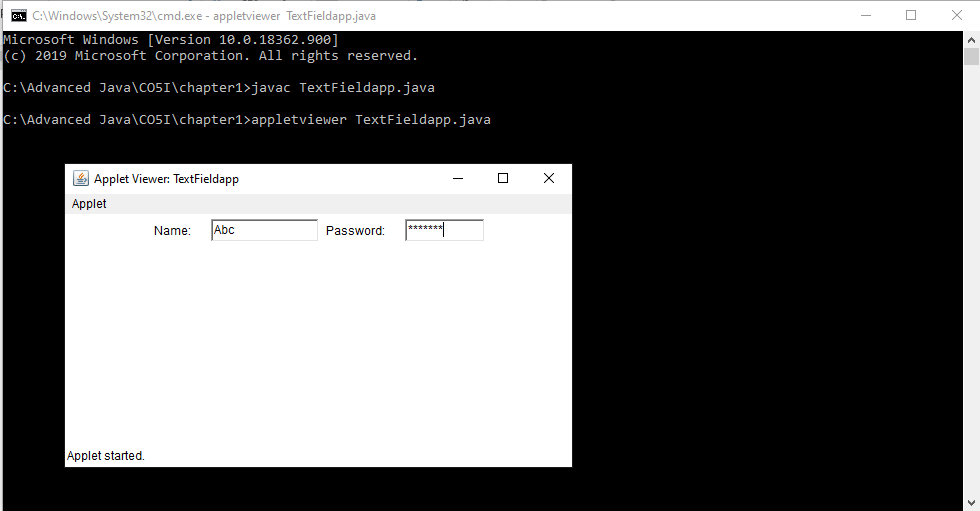 C:\Windows\System32\cmd.exe - appletviewer TextFieldapp.java
Microsoft Windows [Version 10.0.18362.900]
(c) 2019 Microsoft Corporation. All rights reserved.
C:\Advanced Java\CO5I\chapter1>javac TextFieldapp.java
C:\Advanced Java\CO5I\chapter1>appletviewer TextFieldapp.java
Applet Viewer: TextFieldapp
Applet
Name: Abc Password: *******
Applet started.